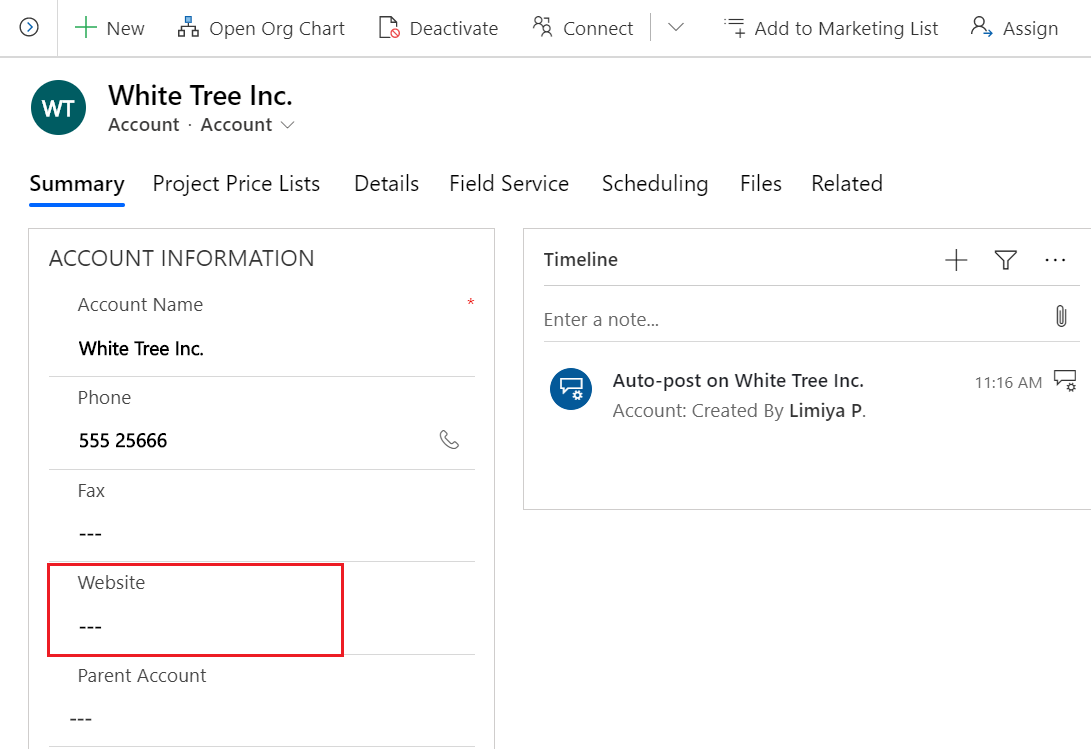 New Open Org Chart Deactivate Connect Add to Marketing List Assign
WT
White Tree Inc.
Account · Account
Summary Project Price Lists Details Field Service Scheduling Files Related
ACCOUNT INFORMATION
Account Name *
White Tree Inc.
Phone
555 25666
Fax
---
Website
---
Parent Account
---
Timeline
Enter a note...
Auto-post on White Tree Inc. 11:16 AM
Account: Created By Limiya P.